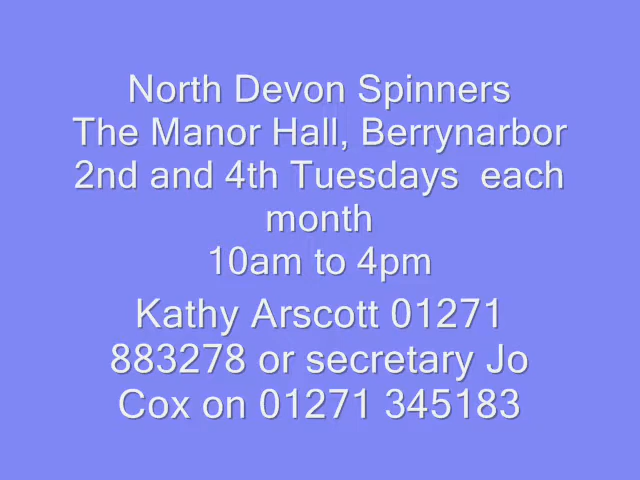 North Devon Spinners
The Manor Hall, Berrynarbor
2nd and 4th Tuesdays  each
month
10am to 4pm
Kathy Arscott 01271
883278 or secretary Jo
Cox on 01271 345183